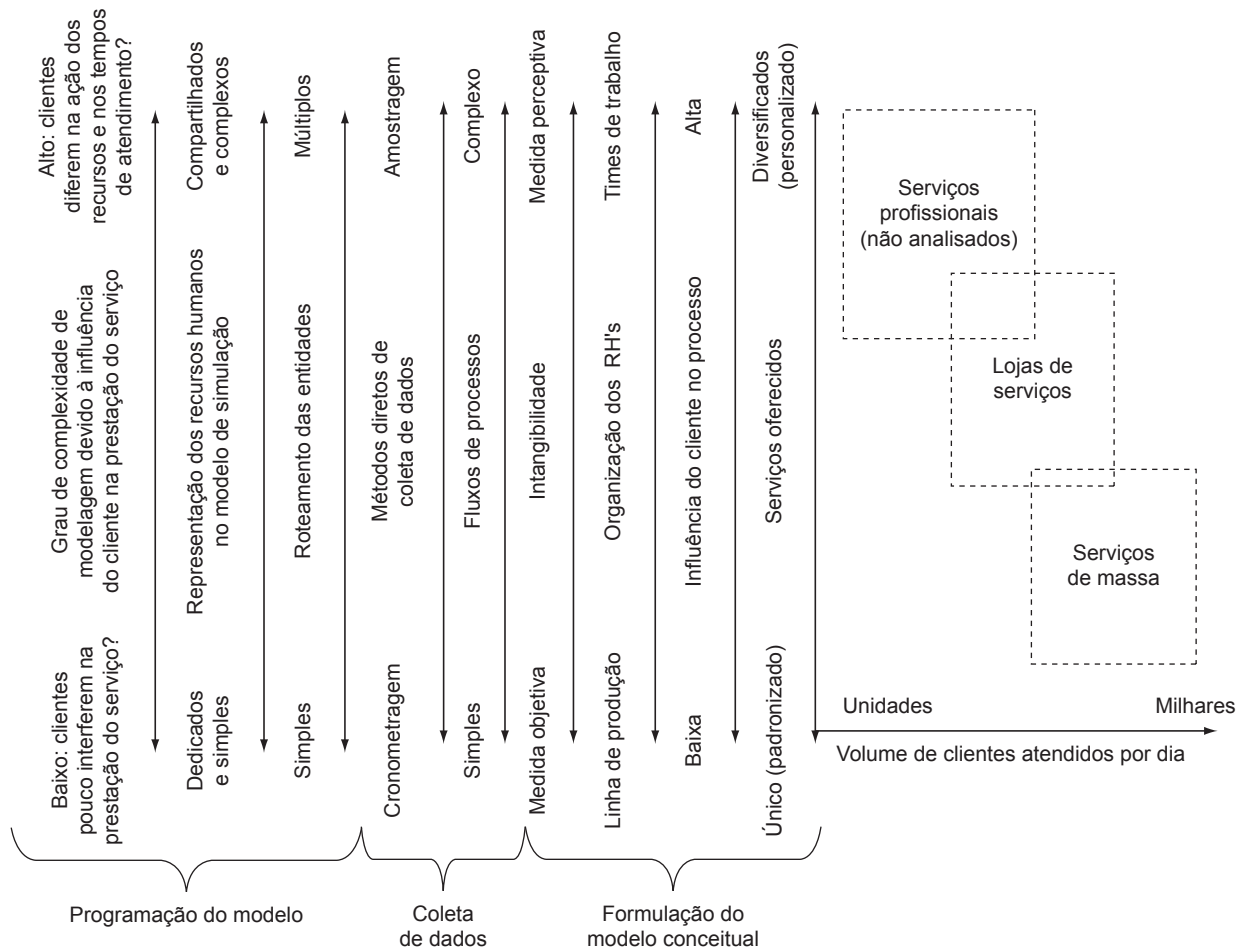 Alto: clientes
diferem na ação dos
recursos e nos tempos
de atendimento?
Grau de complexidade de
modelagem devido à influência
do cliente na prestação do serviço
Baixo: clientes
pouco interferem na
prestação do serviço?
Compartilhados
e complexos
Representação dos recursos humanos
no modelo de simulação
Dedicados
e simples
Múltiplos
Roteamento das entidades
Simples
Amostragem
Métodos diretos de
coleta de dados
Cronometragem
Complexo
Fluxos de processos
Simples
Medida perceptiva
Intangibilidade
Medida objetiva
Times de trabalho
Organização dos RH's
Linha de produção
Alta
Influência do cliente no processo
Baixa
Diversificados
(personalizado)
Serviços oferecidos
Único (padronizado)
Serviços
profissionais
(não analisados)
Lojas de
serviços
Serviços
de massa
Unidades
Milhares
Volume de clientes atendidos por dia
Programação do modelo
Coleta
de dados
Formulação do
modelo conceitual